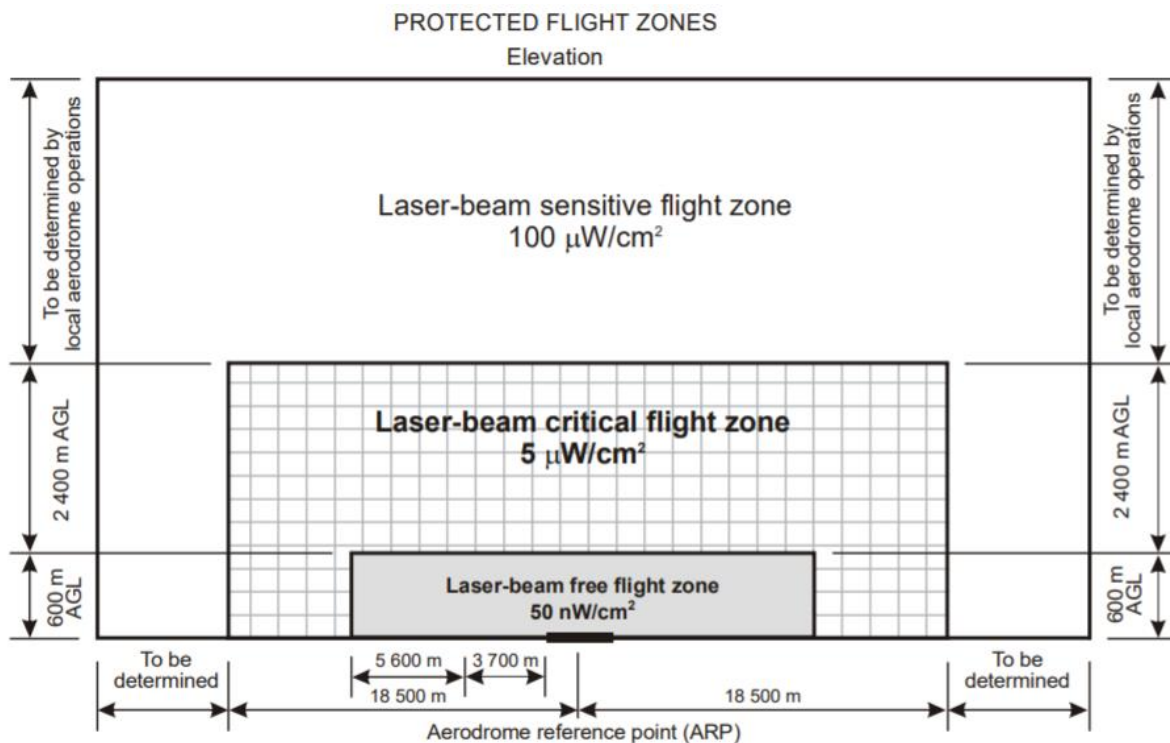 PROTECTED FLIGHT ZONES
Elevation
To be determined by
local aerodrome operations
To be determined by
local aerodrome operations
Laser-beam sensitive flight zone
100 μW/cm²
2 400 m AGL
2 400 m AGL
Laser-beam critical flight zone
5 μW/cm²
600 m
AGL
600 m
AGL
Laser-beam free flight zone
50 nW/cm²
To be
determined
5 600 m
3 700 m
To be
determined
18 500 m
18 500 m
Aerodrome reference point (ARP)